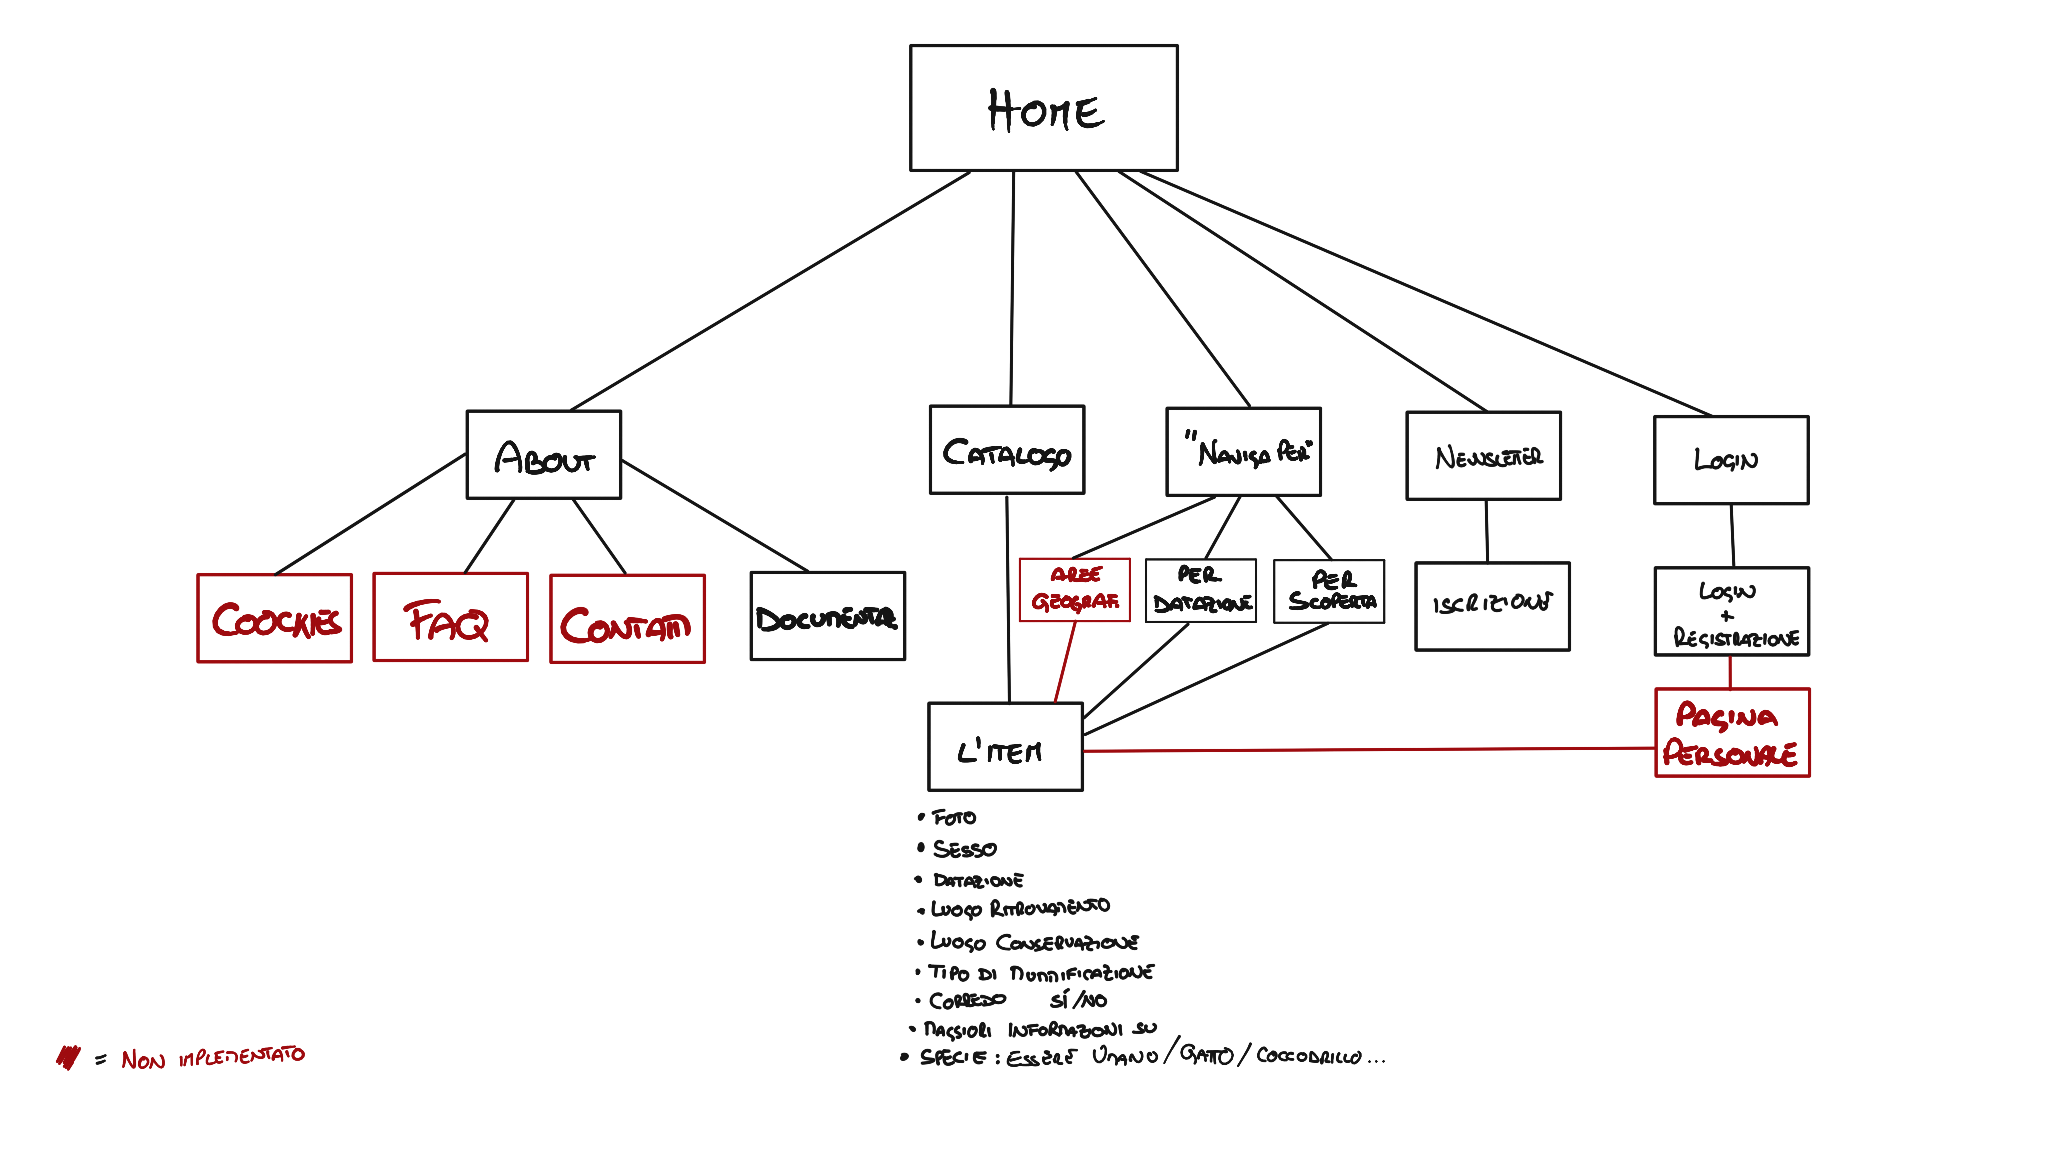 HOME
ABOUT
CATALOGO
"NAVIGA PER"
NEWSLETTER
LOGIN
COOCKIES
FAQ
CONTATTI
AREE
GEOGRAF.
PER
DATAZIONE
PER
SCOPERTA
ISCRIZIONE
LOGIN
+
REGISTRAZIONE
L'ITEM
PAGINA
PERSONALE
• FOTO
• SESSO
• DATAZIONE
• LUOGO RITROVAMENTO
• LUOGO CONSERVAZIONE
• TIPO DI MUMMIFICAZIONE
• CORREDO SÍ/NO
• MAGGIORI INFORMAZIONI SU
• SPECIE: ESSERE UMANO/GATTO/COCCODRILLO...
= NON IMPLEMENTATO